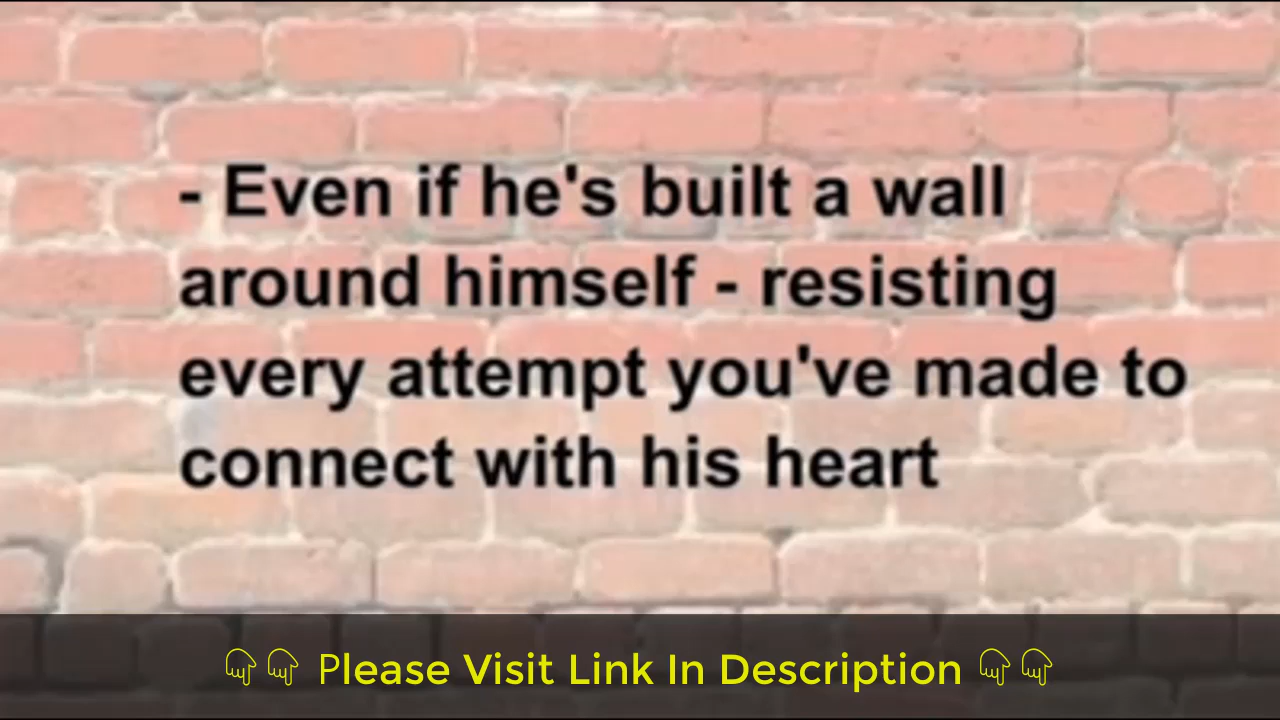 - Even if he's built a wall
around himself - resisting
every attempt you've made to
connect with his heart
👇👇 Please Visit Link In Description 👇👇